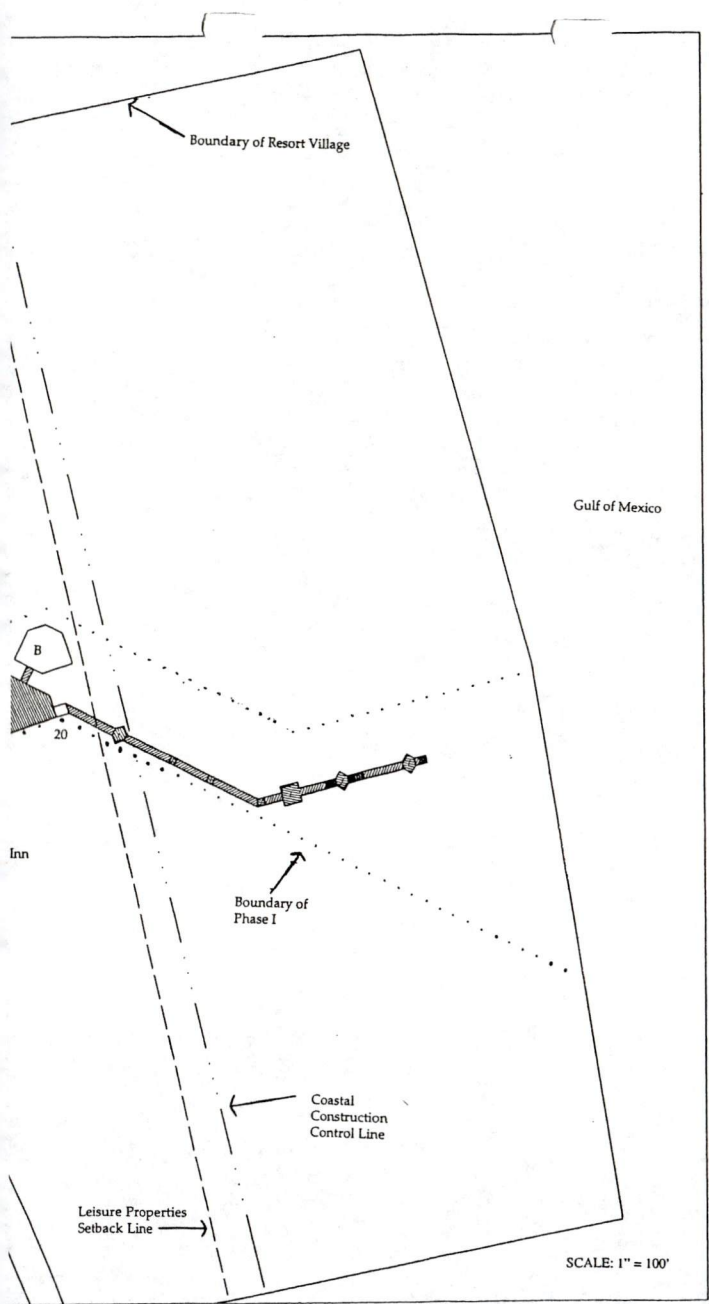 Boundary of Resort Village
Gulf of Mexico
B
20
Inn
Boundary of
Phase I
Coastal
Construction
Control Line
Leisure Properties
Setback Line
SCALE: 1" = 100'